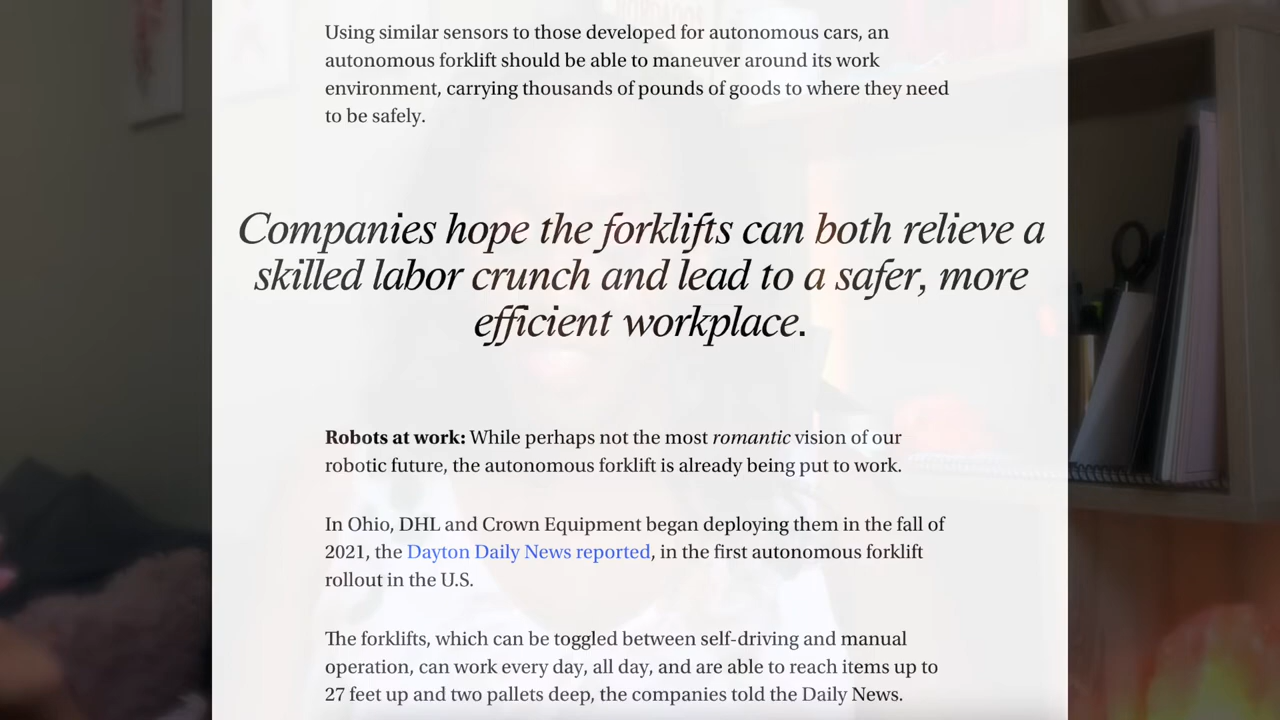 Using similar sensors to those developed for autonomous cars, an
autonomous forklift should be able to maneuver around its work
environment, carrying thousands of pounds of goods to where they need
to be safely.
Companies hope the forklifts can both relieve a
skilled labor crunch and lead to a safer, more
efficient workplace.
Robots at work: While perhaps not the most romantic vision of our
robotic future, the autonomous forklift is already being put to work.
In Ohio, DHL and Crown Equipment began deploying them in the fall of
2021, the Dayton Daily News reported, in the first autonomous forklift
rollout in the U.S.
The forklifts, which can be toggled between self-driving and manual
operation, can work every day, all day, and are able to reach items up to
27 feet up and two pallets deep, the companies told the Daily News.